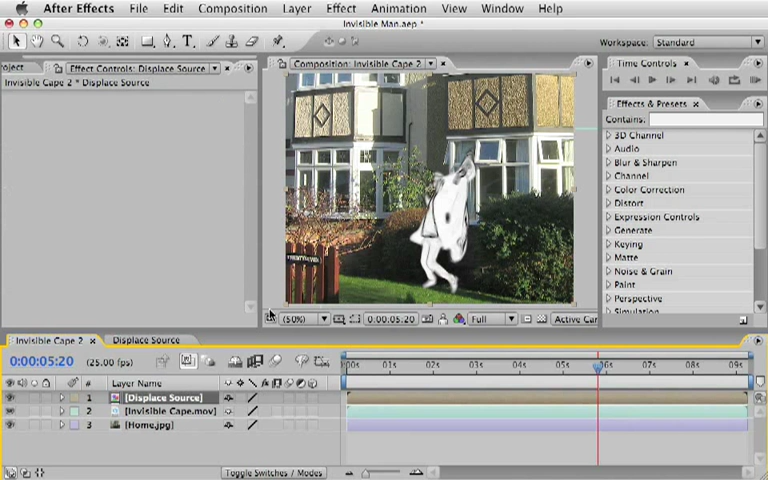 After Effects File Edit Composition Layer Effect Animation View Window Help
Invisible Man.aep *
Workspace: Standard
Effect Controls: Displace Source
Invisible Cape 2 * Displace Source
Composition: Invisible Cape 2
Time Controls
Effects & Presets
Contains:
3D Channel
Audio
Blur & Sharpen
Channel
Color Correction
Distort
Expression Controls
Generate
Keying
Matte
Noise & Grain
Paint
Perspective
Simulation
(50%) 0:00:05:20 Full Active Car
Invisible Cape 2 Displace Source
0:00:05:20 (25.00 fps)
:00s 01s 02s 03s 04s 05s 06s 07s 08s 09s
# Layer Name
1 [Displace Source]
2 [Invisible Cape.mov]
3 [Home.jpg]
Toggle Switches / Modes